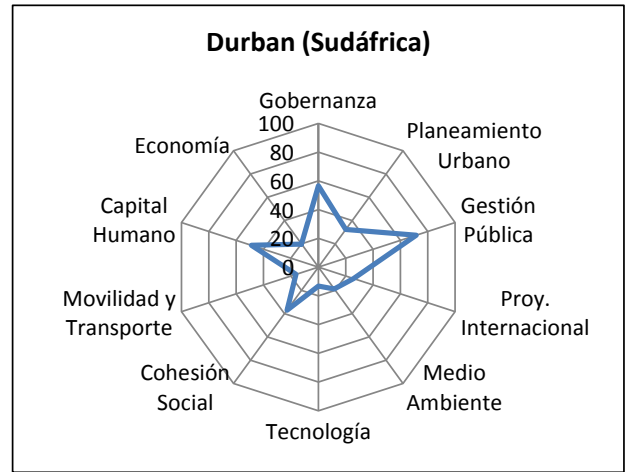 Durban (Sudáfrica)
Gobernanza
100
80
60
40
20
0
Planeamiento
Urbano
Gestión
Pública
Proy.
Internacional
Medio
Ambiente
Tecnología
Cohesión
Social
Movilidad y
Transporte
Capital
Humano
Economía